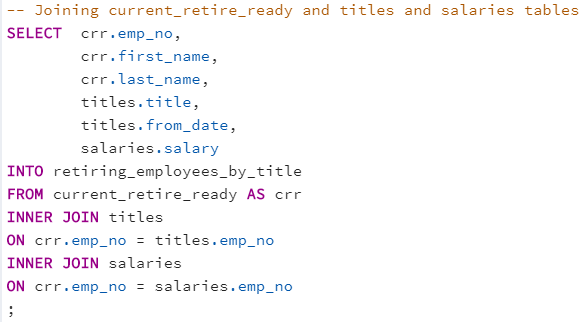 -- Joining current_retire_ready and titles and salaries tables
SELECT  crr.emp_no,
        crr.first_name,
        crr.last_name,
        titles.title,
        titles.from_date,
        salaries.salary
INTO retiring_employees_by_title
FROM current_retire_ready AS crr
INNER JOIN titles
ON crr.emp_no = titles.emp_no
INNER JOIN salaries
ON crr.emp_no = salaries.emp_no
;